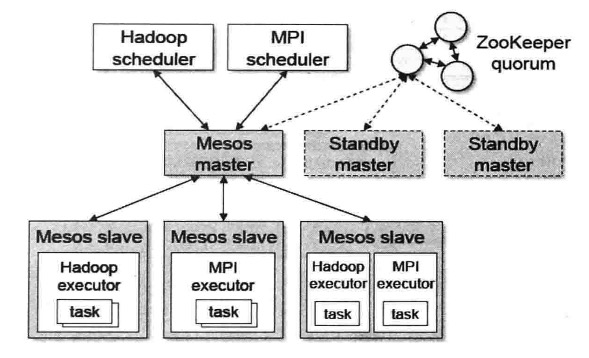 Hadoop
scheduler
MPI
scheduler
ZooKeeper
quorum
Mesos
master
Standby
master
Standby
master
Mesos slave
Hadoop
executor
task
Mesos slave
MPI
executor
task
Mesos slave
Hadoop
executor
task
MPI
executor
task